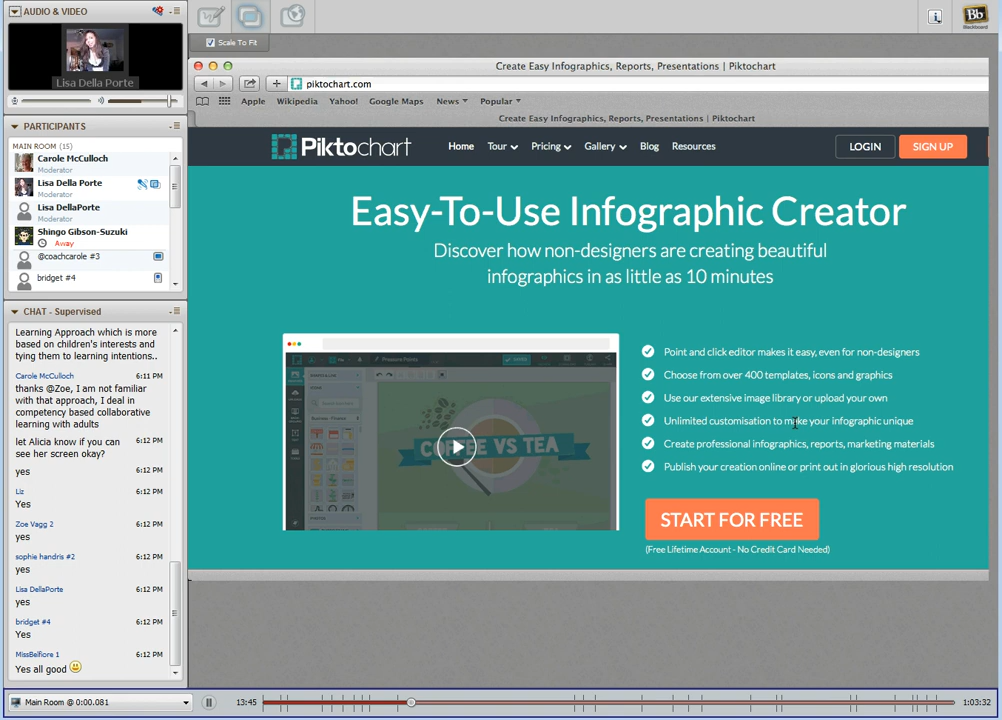 AUDIO & VIDEO
Lisa Della Porte
PARTICIPANTS
MAIN ROOM (15)
Carole McCulloch
Moderator
Lisa Della Porte
Moderator
Lisa DellaPorte
Moderator
Shingo Gibson-Suzuki
Away
@coachcarole #3
bridget #4
CHAT - Supervised
Learning Approach which is more
based on children's interests and
tying them to learning intentions..
Carole McCulloch 6:11 PM
thanks @Zoe, I am not familiar
with that approach, I deal in
competency based collaborative
learning with adults
let Alicia know if you can 6:12 PM
see her screen okay?
yes 6:12 PM
Liz 6:12 PM
Yes
Zoe Vagg 2 6:12 PM
yes
sophie handris #2 6:12 PM
yes
Lisa DellaPorte 6:12 PM
yes
bridget #4 6:12 PM
Yes
MissBelfiore 1 6:12 PM
Yes all good
Scale To Fit
i
Bb
Blackboard
Create Easy Infographics, Reports, Presentations | Piktochart
piktochart.com
Apple Wikipedia Yahoo! Google Maps News Popular
Create Easy Infographics, Reports, Presentations | Piktochart
Piktochart Home Tour Pricing Gallery Blog Resources LOGIN SIGN UP
Easy-To-Use Infographic Creator
Discover how non-designers are creating beautiful
infographics in as little as 10 minutes
Pressure Points
COFFEE VS TEA
Point and click editor makes it easy, even for non-designers
Choose from over 400 templates, icons and graphics
Use our extensive image library or upload your own
Unlimited customisation to make your infographic unique
Create professional infographics, reports, marketing materials
Publish your creation online or print out in glorious high resolution
START FOR FREE
(Free Lifetime Account - No Credit Card Needed)
Main Room @ 0:00.081 13:45 1:03:32